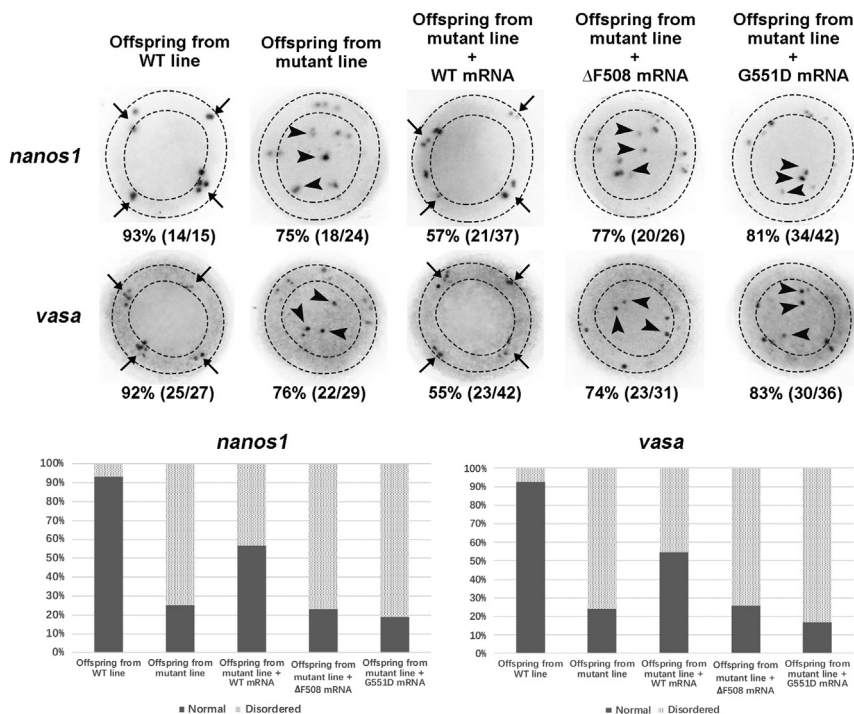 Offspring from
WT line
Offspring from
mutant line
Offspring from
mutant line
+
WT mRNA
Offspring from
mutant line
+
ΔF508 mRNA
Offspring from
mutant line
+
G551D mRNA
nanos1
93% (14/15)
75% (18/24)
57% (21/37)
77% (20/26)
81% (34/42)
vasa
92% (25/27)
76% (22/29)
55% (23/42)
74% (23/31)
83% (30/36)
nanos1
100%
90%
80%
70%
60%
50%
40%
30%
20%
10%
Offspring from
WT line
Offspring from
mutant line
Offspring from
mutant line +
WT mRNA
Offspring from
mutant line +
ΔF508 mRNA
Offspring from
mutant line +
G551D mRNA
Normal
Disordered
vasa
100%
90%
80%
70%
60%
50%
40%
30%
20%
10%
0%
Offspring from
WT line
Offspring from
mutant line
Offspring from
mutant line +
WT mRNA
Offspring from
mutant line +
ΔF508 mRNA
Offspring from
mutant line +
G551D mRNA
Normal
Disordered